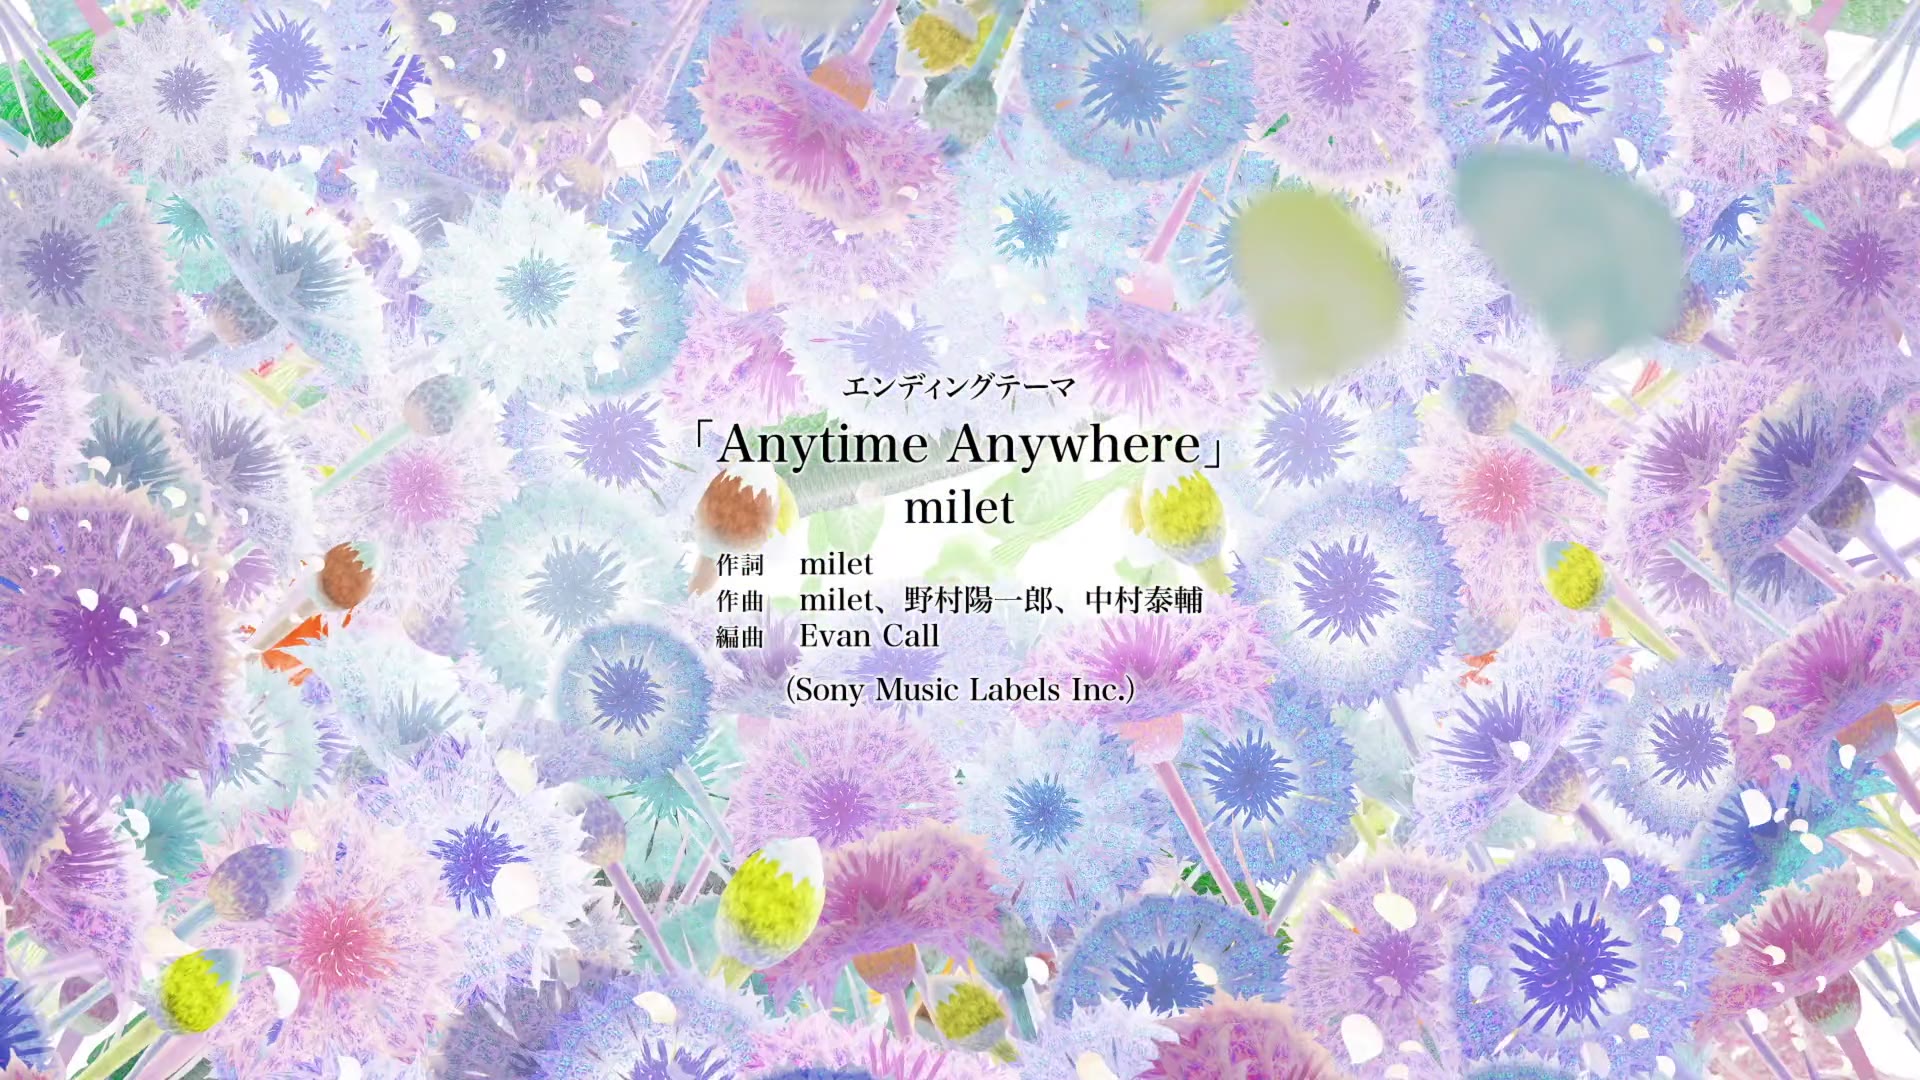 エンディングテーマ
「Anytime Anywhere」
milet
作詞 milet
作曲 milet、野村陽一郎、中村泰輔
編曲 Evan Call
(Sony Music Labels Inc.)